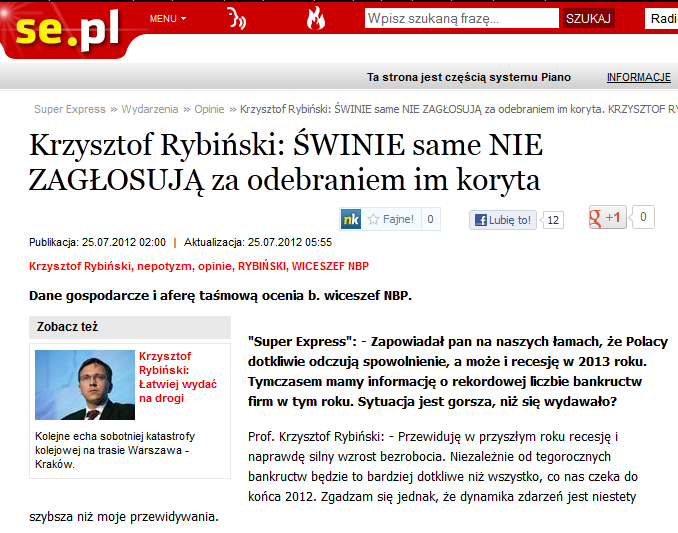 se.pl
MENU
Wpisz szukaną frazę...
SZUKAJ
Radi
Ta strona jest częścią systemu Piano
INFORMACJE
Super Express » Wydarzenia » Opinie » Krzysztof Rybiński: ŚWINIE same NIE ZAGŁOSUJĄ za odebraniem im koryta. KRZYSZTOF RY
Krzysztof Rybiński: ŚWINIE same NIE
ZAGŁOSUJĄ za odebraniem im koryta
nk Fajne! 0
Lubię to! 12
g +1 0
Publikacja: 25.07.2012 02:00 | Aktualizacja: 25.07.2012 05:55
Krzysztof Rybiński, nepotyzm, opinie, RYBIŃSKI, WICESZEF NBP
Dane gospodarcze i aferę taśmową ocenia b. wiceszef NBP.
Zobacz też
Krzysztof
Rybiński:
Łatwiej wydać
na drogi
Kolejne echa sobotniej katastrofy
kolejowej na trasie Warszawa -
Kraków.
"Super Express": - Zapowiadał pan na naszych łamach, że Polacy
dotkliwie odczują spowolnienie, a może i recesję w 2013 roku.
Tymczasem mamy informację o rekordowej liczbie bankructw
firm w tym roku. Sytuacja jest gorsza, niż się wydawało?
Prof. Krzysztof Rybiński: - Przewiduję w przyszłym roku recesję i
naprawdę silny wzrost bezrobocia. Niezależnie od tegorocznych
bankructw będzie to bardziej dotkliwe niż wszystko, co nas czeka do
końca 2012. Zgadzam się jednak, że dynamika zdarzeń jest niestety
szybsza niż moje przewidywania.